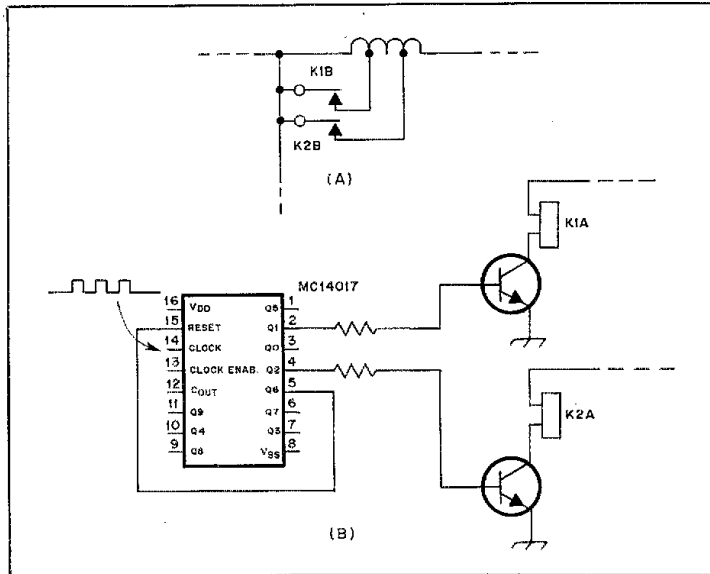 K1B
K2B
(A)
K1A
MC14017
16 VDD Q5 1
15 RESET Q1 2
14 CLOCK Q0 3
13 CLOCK ENAB. Q2 4
12 COUT Q6 5
11 Q9 Q7 6
10 Q4 Q3 7
9 Q8 VSS 8
K2A
(B)